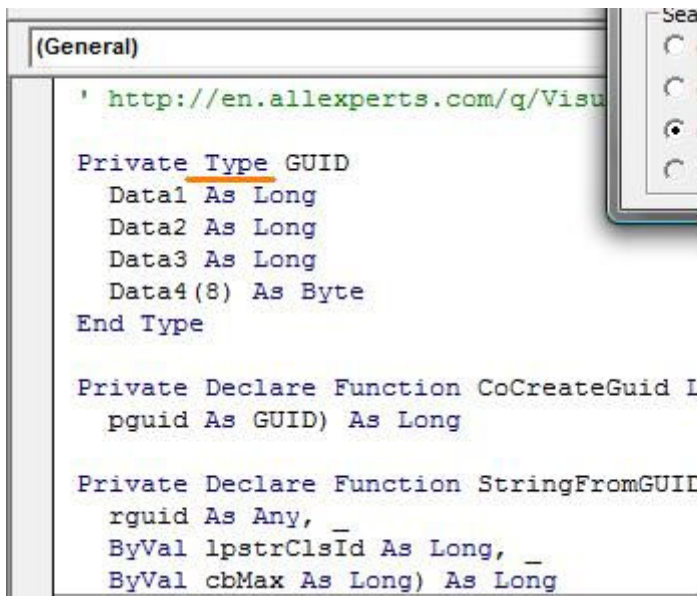 Sea
(General)
' http://en.allexperts.com/q/Visu
Private Type GUID
Data1 As Long
Data2 As Long
Data3 As Long
Data4(8) As Byte
End Type
Private Declare Function CoCreateGuid L
pguid As GUID) As Long
Private Declare Function StringFromGUID
rguid As Any, _
ByVal lpstrClsId As Long, _
ByVal cbMax As Long) As Long